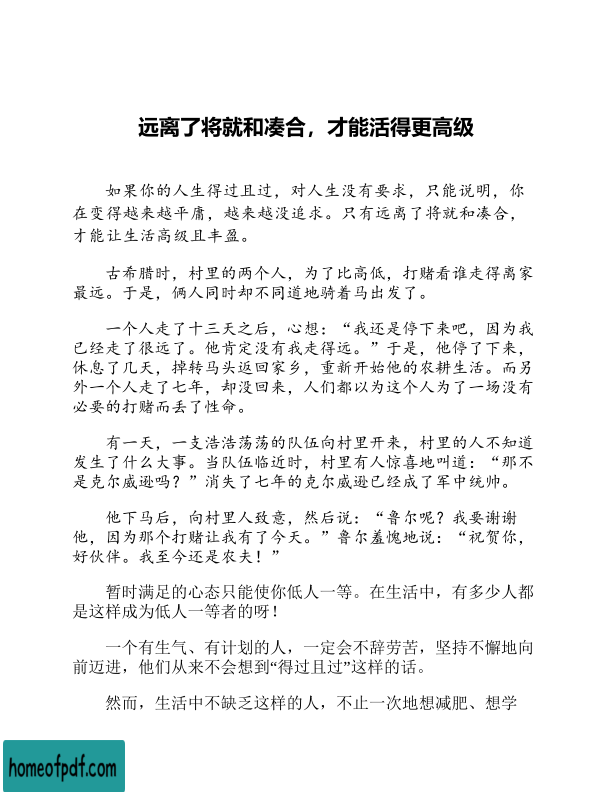 远离了将就和凑合，才能活得更高级
如果你的人生得过且过，对人生没有要求，只能说明，你
在变得越来越平庸，越来越没追求。只有远离了将就和凑合，
才能让生活高级且丰盈。
古希腊时，村里的两个人，为了比高低，打赌看谁走得离家
最远。于是，俩人同时却不同道地骑着马出发了。
一个人走了十三天之后，心想：“我还是停下来吧，因为我
已经走了很远了。他肯定没有我走得远。”于是，他停了下来，
休息了几天，掉转马头返回家乡，重新开始他的农耕生活。而另
外一个人走了七年，却没回来，人们都以为这个人为了一场没有
必要的打赌而丢了性命。
有一天，一支浩浩荡荡的队伍向村里开来，村里的人不知道
发生了什么大事。当队伍临近时，村里有人惊喜地叫道：“那不
是克尔威逊吗？”消失了七年的克尔威逊已经成了军中统帅。
他下马后，向村里人致意，然后说：“鲁尔呢？我要谢谢
他，因为那个打赌让我有了今天。”鲁尔羞愧地说：“祝贺你，
好伙伴。我至今还是农夫！”
暂时满足的心态只能使你低人一等。在生活中，有多少人都
是这样成为低人一等者的呀！
一个有生气、有计划的人，一定会不辞劳苦，坚持不懈地向
前迈进，他们从来不会想到“得过且过”这样的话。
然而，生活中不缺乏这样的人，不止一次地想减肥、想学
homeofpdf.com